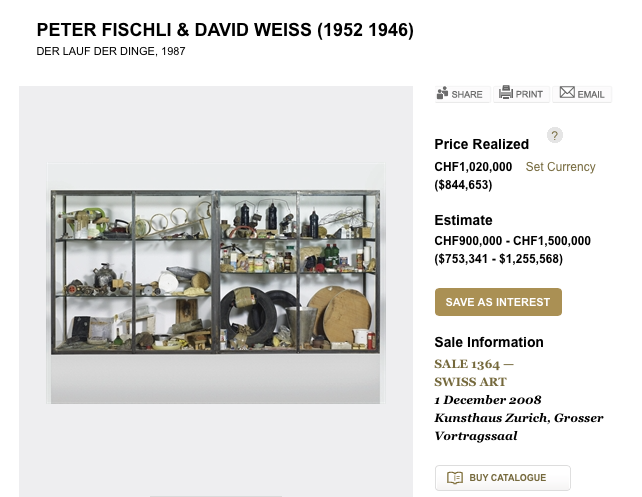 PETER FISCHLI & DAVID WEISS (1952 1946)
DER LAUF DER DINGE, 1987
SHARE PRINT EMAIL
Price Realized ?
CHF1,020,000 Set Currency
($844,653)
Estimate
CHF900,000 - CHF1,500,000
($753,341 - $1,255,568)
SAVE AS INTEREST
Sale Information
SALE 1364 —
SWISS ART
1 December 2008
Kunsthaus Zurich, Grosser
Vortragssaal
BUY CATALOGUE